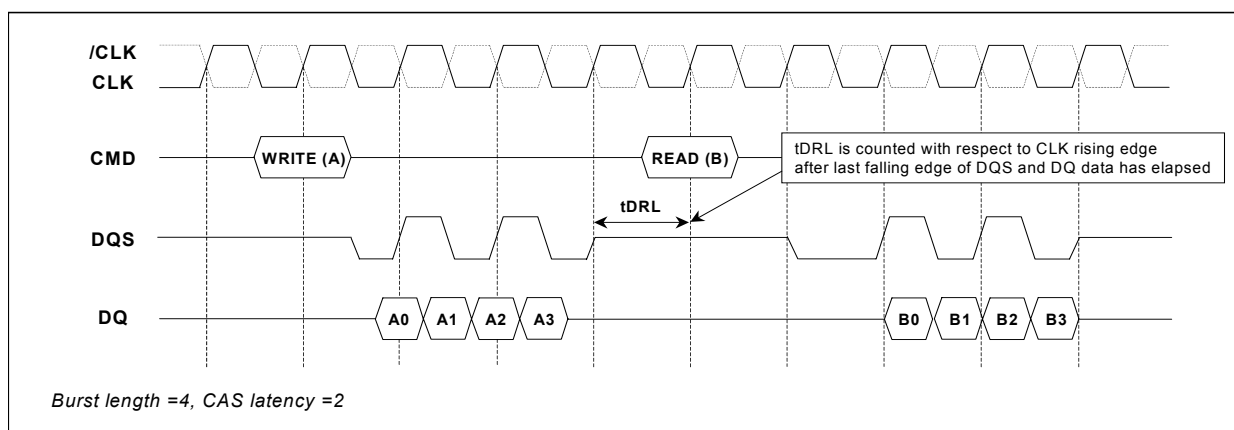 /CLK
CLK
CMD
WRITE (A)
READ (B)
tDRL is counted with respect to CLK rising edge
after last falling edge of DQS and DQ data has elapsed
tDRL
DQS
DQ
A0 A1 A2 A3
B0 B1 B2 B3
Burst length =4, CAS latency =2